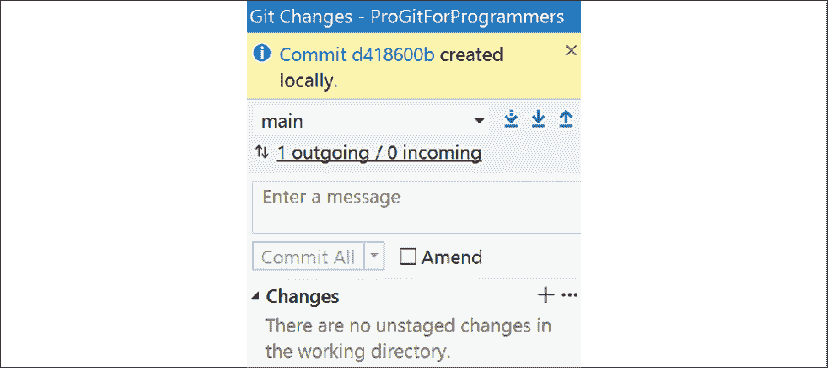 Git Changes - ProGitForProgrammers
Commit d418600b created
locally.
main
1 outgoing / 0 incoming
Enter a message
Commit All
Amend
Changes
There are no unstaged changes in
the working directory.